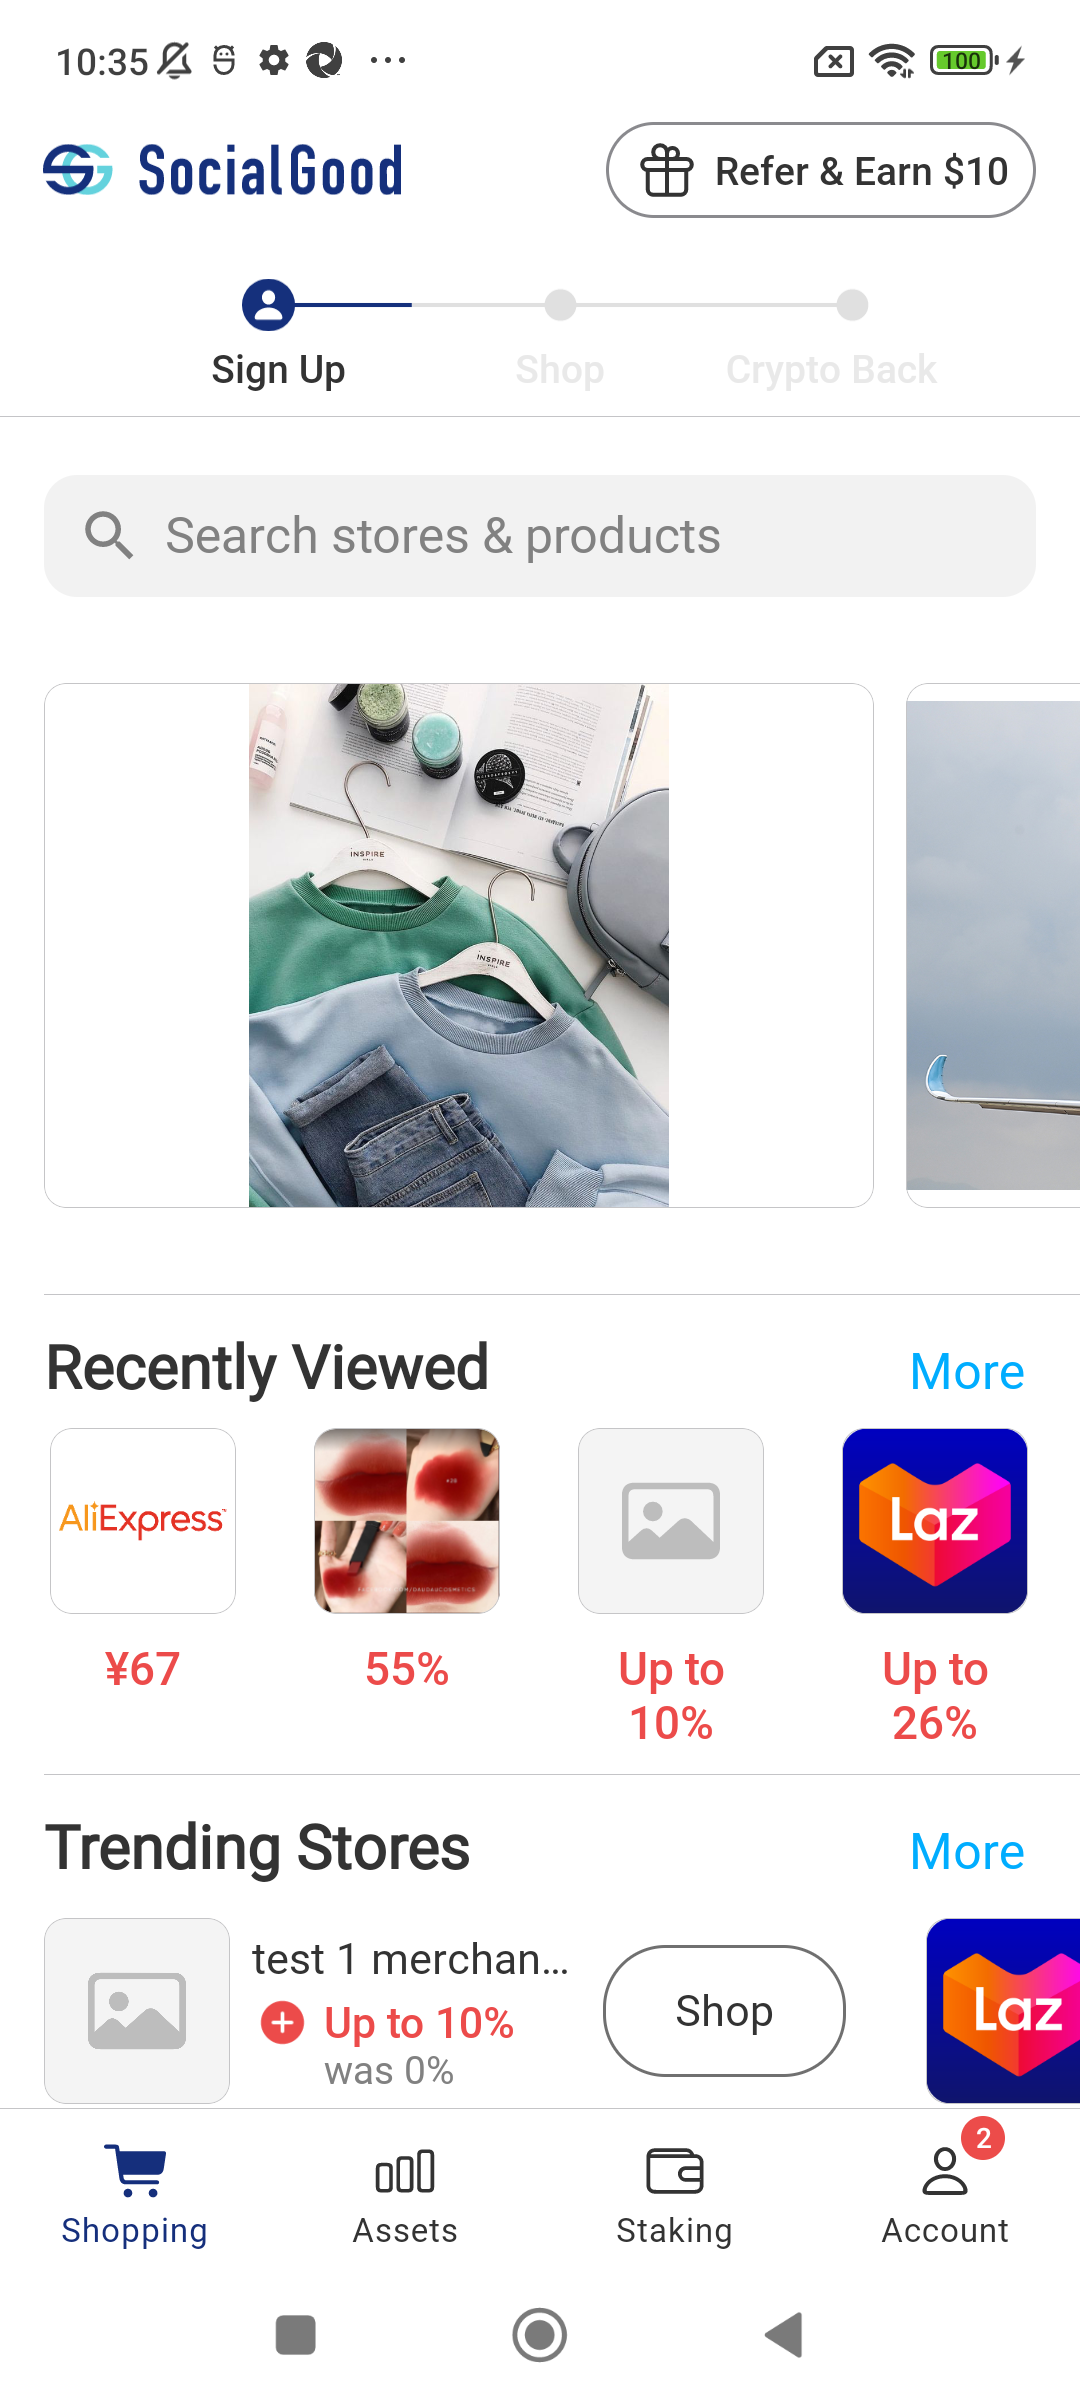 10:35
100
SocialGood
Refer & Earn $10
Sign Up
Shop
Crypto Back
Search stores & products
INSPIRE
INSPIRE
Recently Viewed
More
AliExpress
Laz
¥67
55%
Up to
10%
Up to
26%
Trending Stores
More
test 1 merchan...
Up to 10%
was 0%
Shop
Laz
2
Shopping
Assets
Staking
Account